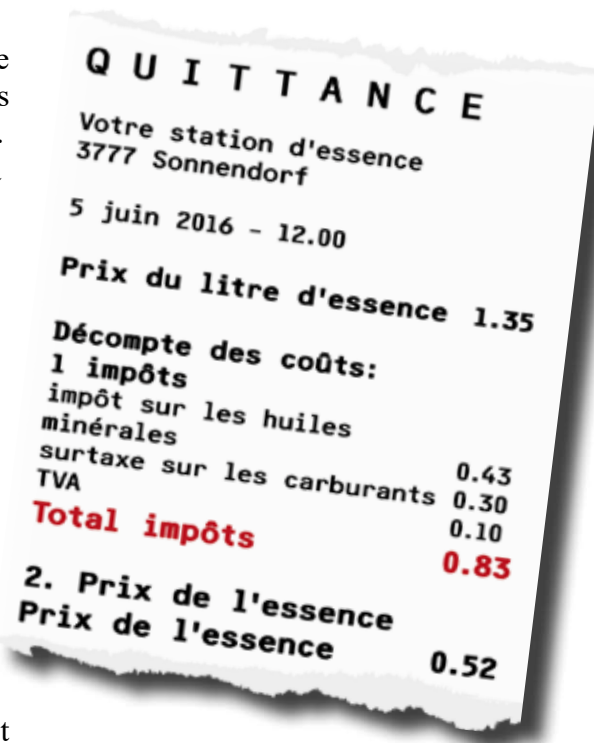 QUITTANCE
Votre station d'essence
3777 Sonnendorf
5 juin 2016 – 12.00
Prix du litre d'essence 1.35
Décompte des coûts:
1 impôts
impôt sur les huiles
minérales 0.43
surtaxe sur les carburants 0.30
TVA 0.10
Total impôts 0.83
2. Prix de l'essence
Prix de l'essence 0.52